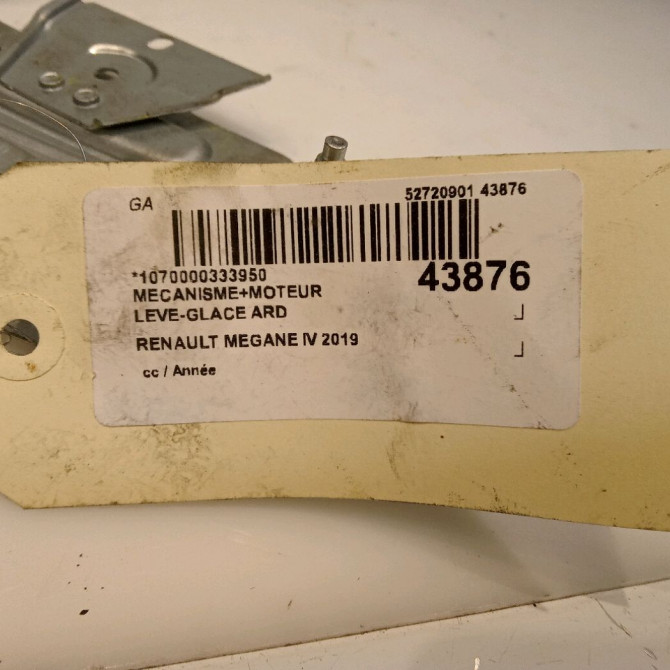 GA
52720901 43876
*1070000333950
43876
MECANISME+MOTEUR
LEVE-GLACE ARD
RENAULT MEGANE IV 2019
cc / Année